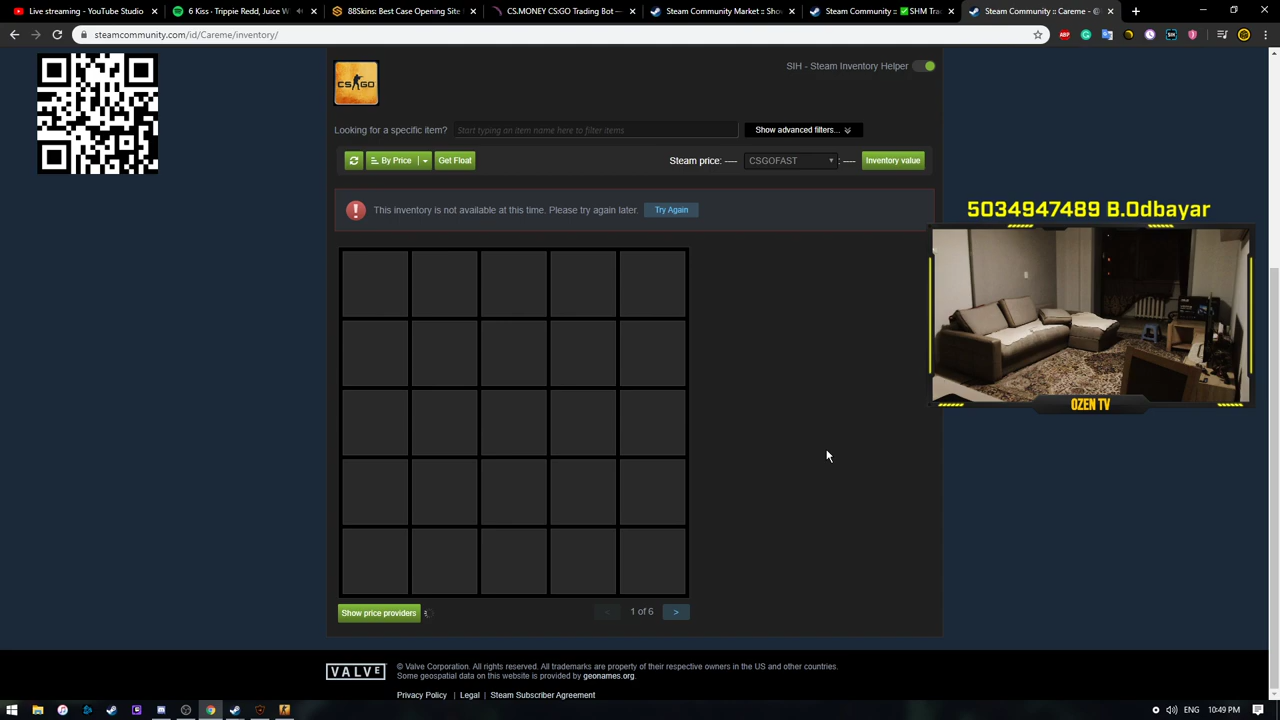 Live streaming - YouTube Studio
6 Kiss - Trippie Redd, Juice W
88Skins: Best Case Opening Site
CS.MONEY CS:GO Trading Bot —
Steam Community Market :: Sho
Steam Community :: ✅SHM Tra
Steam Community :: Careme - @
steamcommunity.com/id/Careme/inventory/
CS GO
SIH - Steam Inventory Helper
Looking for a specific item?
Start typing an item name here to filter items
Show advanced filters...
By Price
Get Float
Steam price: ----
CSGOFAST
: ----
Inventory value
This inventory is not available at this time. Please try again later.
Try Again
5034947489 B.Odbayar
OZEN TV
Show price providers
<
1 of 6
>
VALVE
© Valve Corporation. All rights reserved. All trademarks are property of their respective owners in the US and other countries.
Some geospatial data on this website is provided by geonames.org.
Privacy Policy | Legal | Steam Subscriber Agreement
ENG
10:49 PM